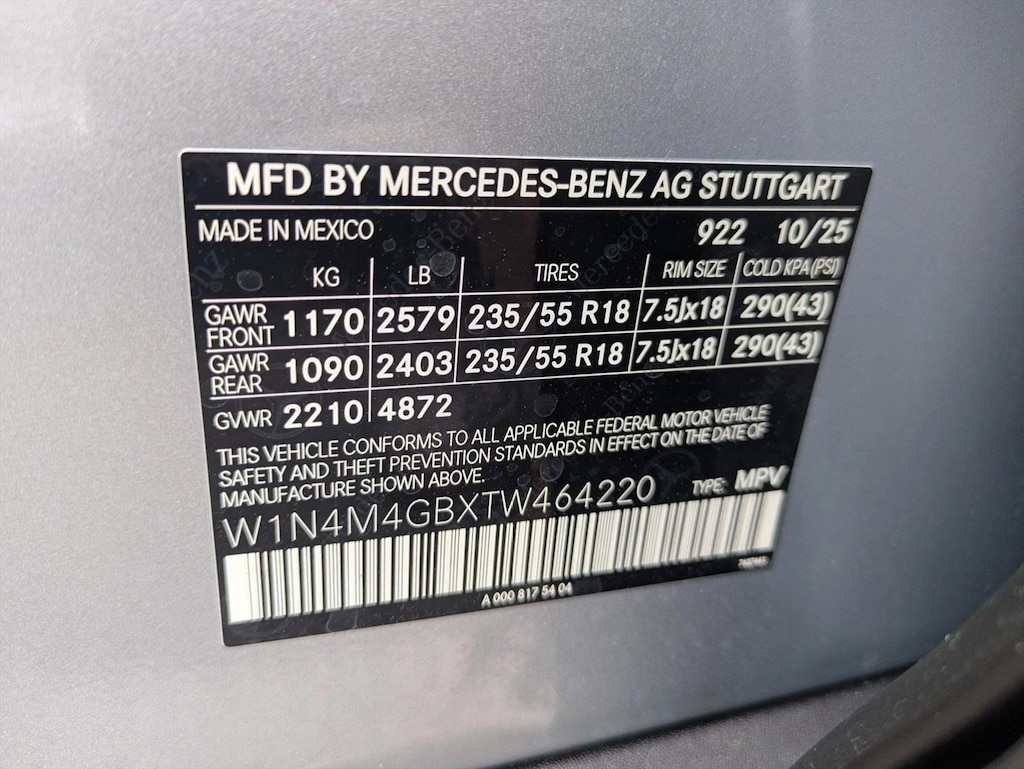 MFD BY MERCEDES-BENZ AG STUTTGART
MADE IN MEXICO 922 10/25
KG LB TIRES RIM SIZE COLD KPA(PSI)
GAWR FRONT 1170 2579 235/55 R18 7.5Jx18 290(43)
GAWR REAR 1090 2403 235/55 R18 7.5Jx18 290(43)
GVWR 2210 4872
THIS VEHICLE CONFORMS TO ALL APPLICABLE FEDERAL MOTOR VEHICLE
SAFETY AND THEFT PREVENTION STANDARDS IN EFFECT ON THE DATE OF
MANUFACTURE SHOWN ABOVE.
W1N4M4GBXTW464220 TYPE: MPV
A 000 817 54 04